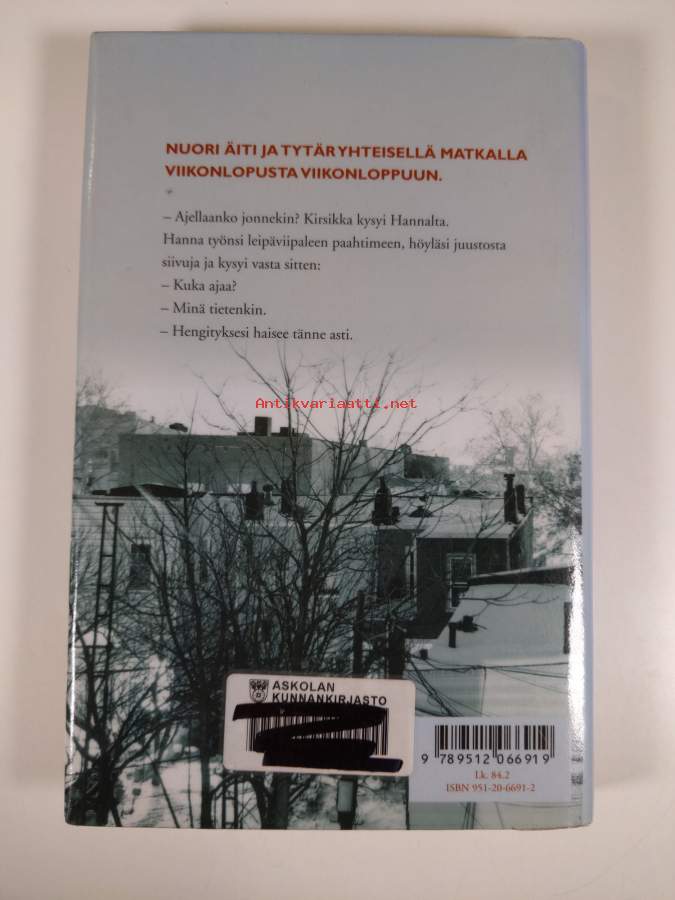 NUORI ÄITI JA TYTÄR YHTEISELLÄ MATKALLA
VIIKONLOPUSTA VIIKONLOPPUUN.
– Ajellaanko jonnekin? Kirsikka kysyi Hannalta.
Hanna työnsi leipäviipaleen paahtimeen, höyläsi juustosta
siivuja ja kysyi vasta sitten:
– Kuka ajaa?
– Minä tietenkin.
– Hengityksesi haisee tänne asti.
Antikvariaatti.net
ASKOLAN
KUNNANKIRJASTO
9 789512 066919
Lk. 84.2
ISBN 951-20-6691-2